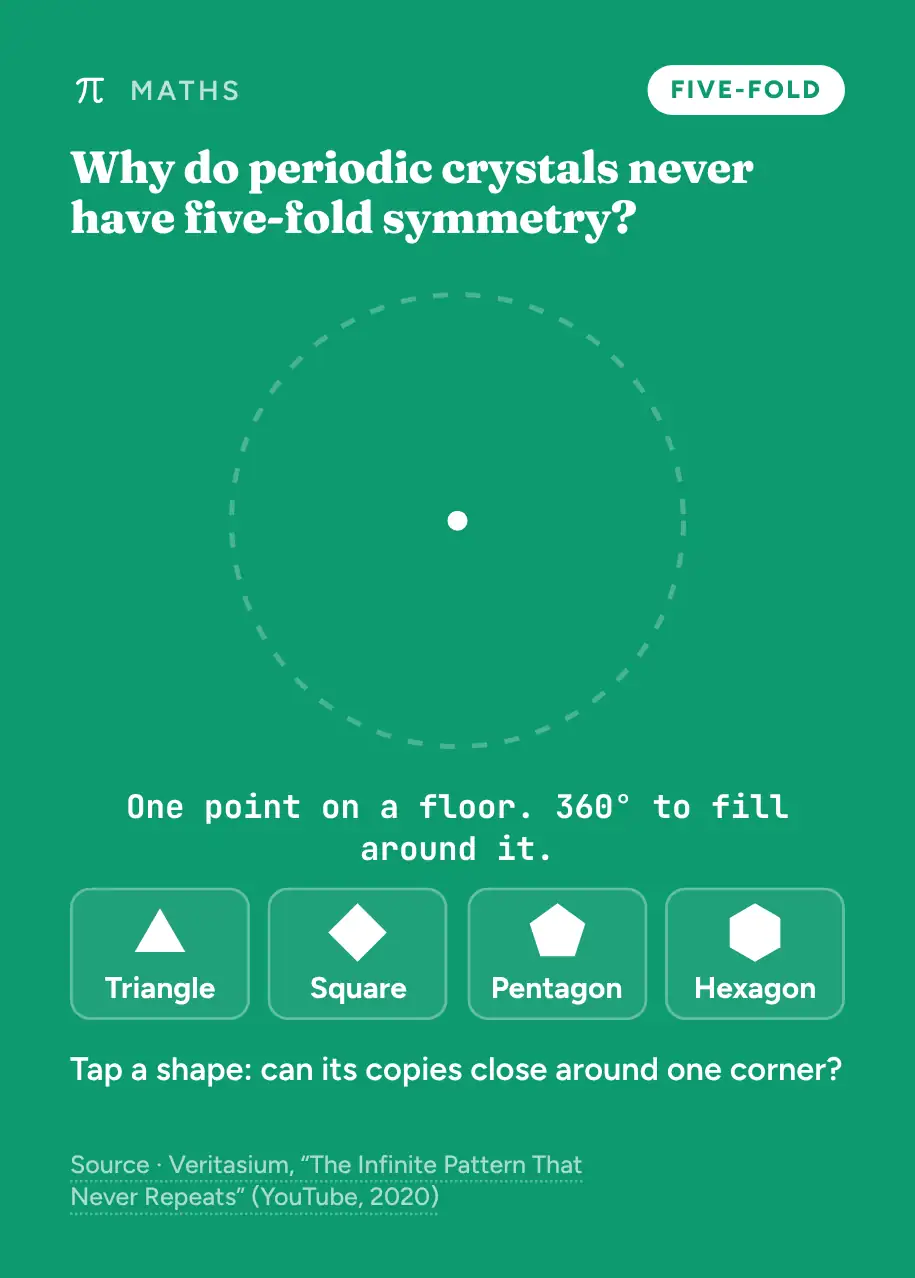 π MATHS
FIVE-FOLD
Why do periodic crystals never
have five-fold symmetry?
One point on a floor. 360° to fill
around it.
Triangle
Square
Pentagon
Hexagon
Tap a shape: can its copies close around one corner?
Source · Veritasium, “The Infinite Pattern That
Never Repeats” (YouTube, 2020)